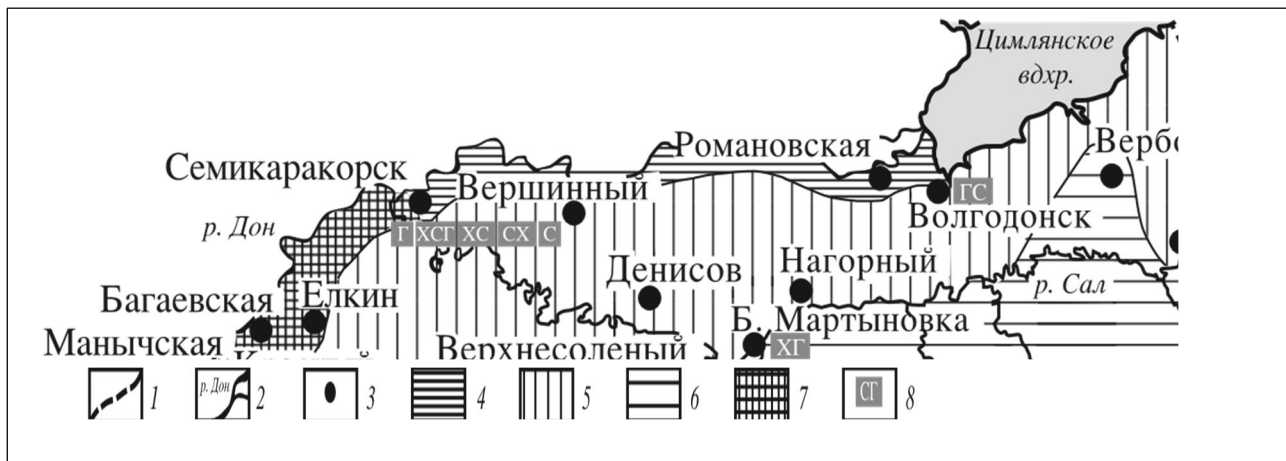 Цимлянское
вдхр.
Романовская
Семикаракорск
Вершинный
р. Дон
Г ХСГ ХС СХ С
ГС
Волгодонск
Денисов
Нагорный
р. Сал
Багаевская
Елкин
Манычская
Верхнесоленый
Б. Мартыновка
ХГ
р. Дон
1 2 3 4 5 6 7 СГ 8